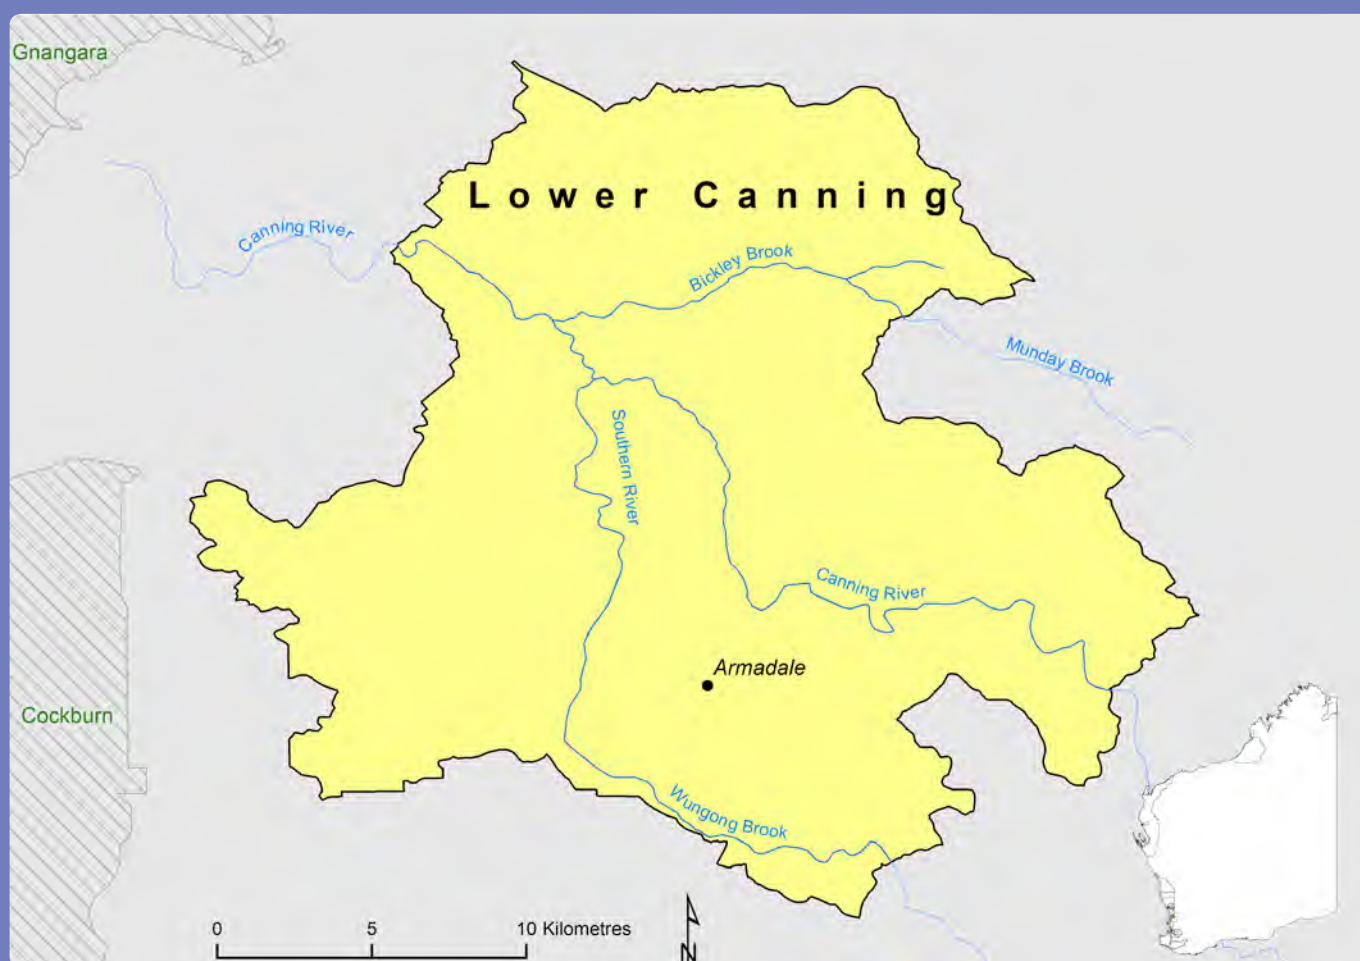 Gnangara
Lower Canning
Canning River
Bickley Brook
Munday Brook
Southern River
Canning River
Armadale
Cockburn
Wungong Brook
0 5 10 Kilometres
N